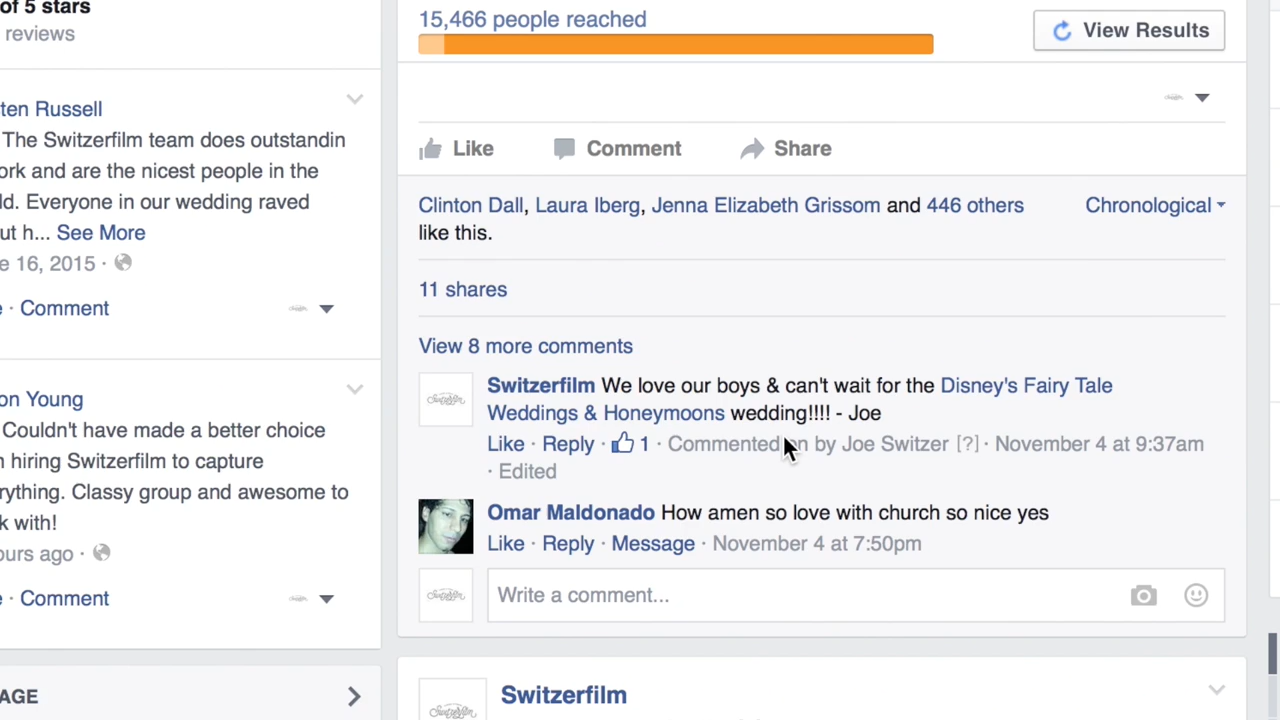 of 5 stars
reviews
ten Russell
The Switzerfilm team does outstandin
ork and are the nicest people in the
ld. Everyone in our wedding raved
ut h... See More
e 16, 2015 ·
· Comment
on Young
Couldn't have made a better choice
n hiring Switzerfilm to capture
rything. Classy group and awesome to
k with!
ours ago ·
· Comment
AGE
15,466 people reached
View Results
Like Comment Share
Clinton Dall, Laura Iberg, Jenna Elizabeth Grissom and 446 others
like this.
Chronological
11 shares
View 8 more comments
Switzerfilm We love our boys & can't wait for the Disney's Fairy Tale
Weddings & Honeymoons wedding!!!! - Joe
Like · Reply · 1 · Commented on by Joe Switzer [?] · November 4 at 9:37am
· Edited
Omar Maldonado How amen so love with church so nice yes
Like · Reply · Message · November 4 at 7:50pm
Write a comment...
Switzerfilm